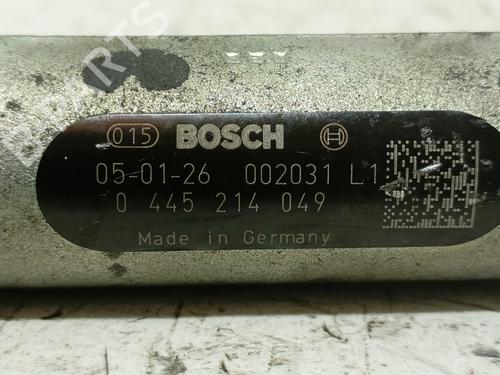 015 BOSCH
05-01-26 002031 L1
0 445 214 049
Made in Germany